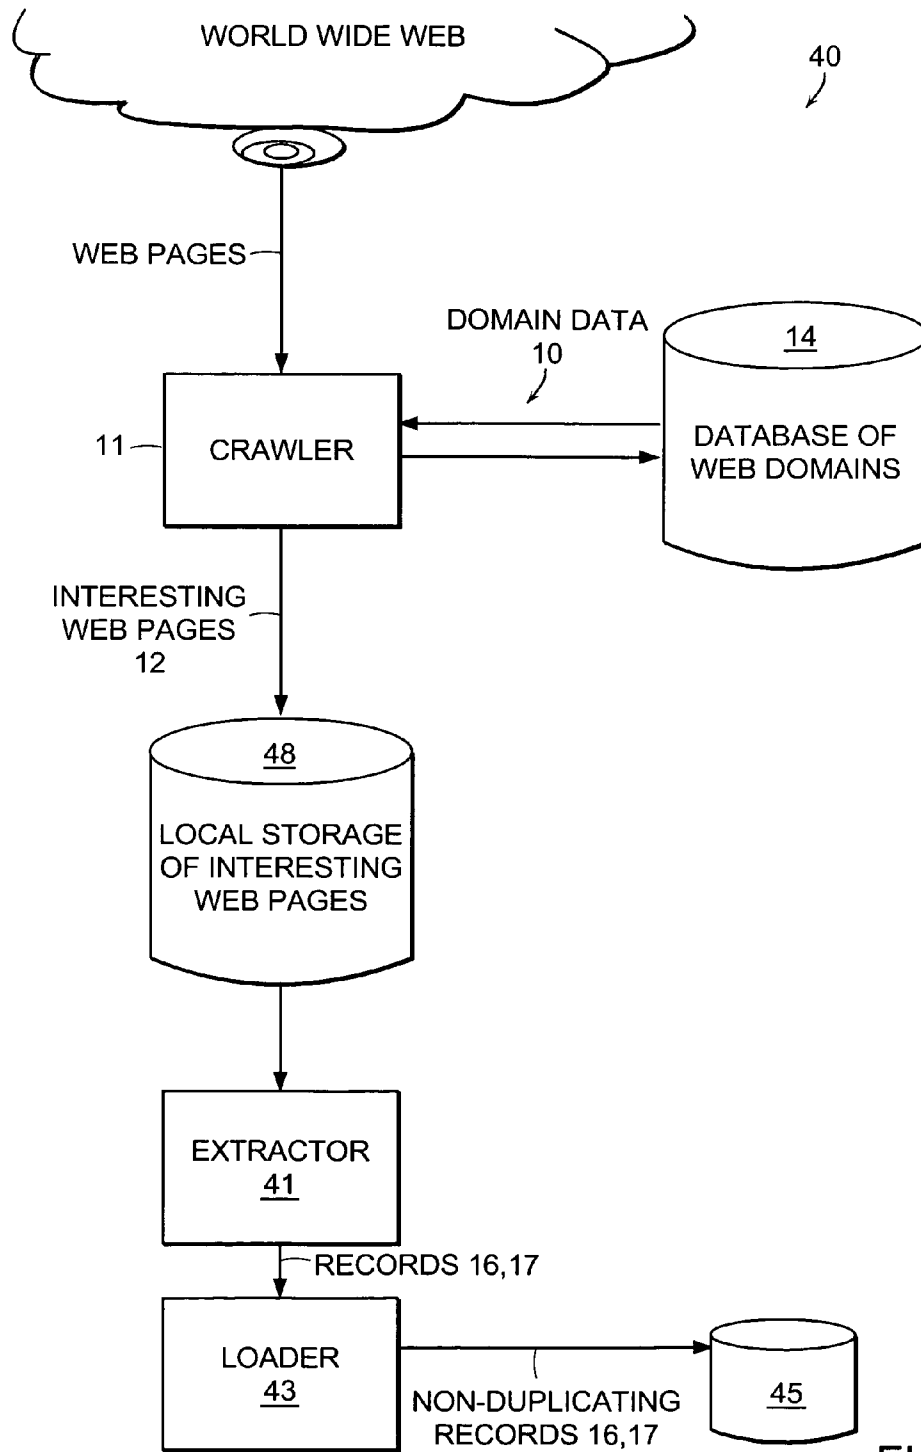 WORLD WIDE WEB
40
WEB PAGES
DOMAIN DATA
10
14
DATABASE OF
WEB DOMAINS
11
CRAWLER
INTERESTING
WEB PAGES
12
48
LOCAL STORAGE
OF INTERESTING
WEB PAGES
EXTRACTOR
41
RECORDS 16,17
LOADER
43
NON-DUPLICATING
RECORDS 16,17
45